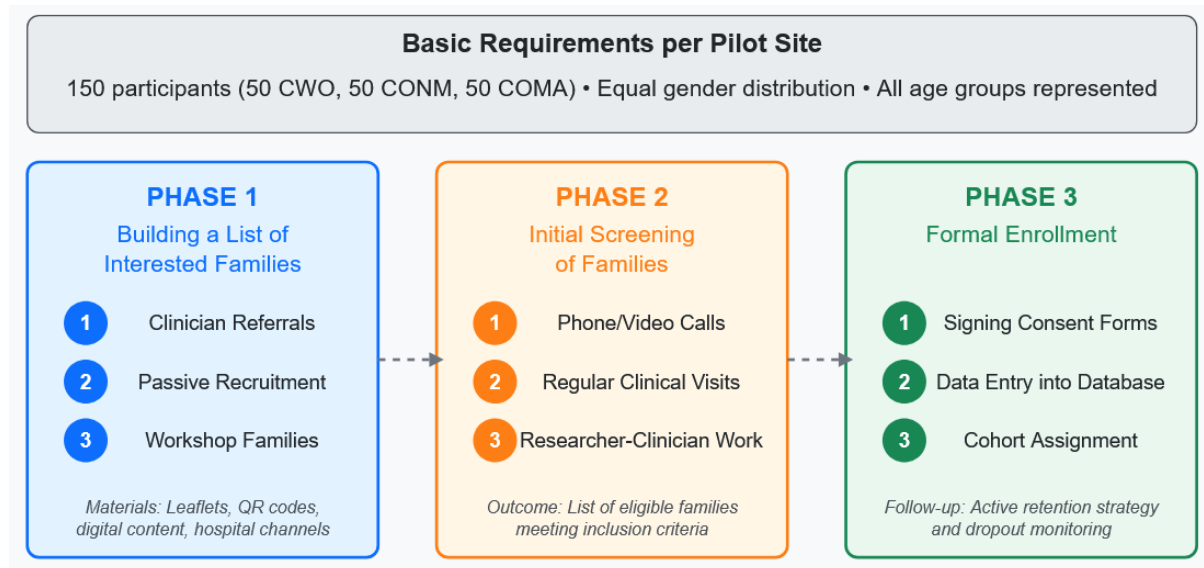 Basic Requirements per Pilot Site
150 participants (50 CWO, 50 CONM, 50 COMA) • Equal gender distribution • All age groups represented
PHASE 1
Building a List of
Interested Families
1 Clinician Referrals
2 Passive Recruitment
3 Workshop Families
Materials: Leaflets, QR codes,
digital content, hospital channels
PHASE 2
Initial Screening
of Families
1 Phone/Video Calls
2 Regular Clinical Visits
3 Researcher-Clinician Work
Outcome: List of eligible families
meeting inclusion criteria
PHASE 3
Formal Enrollment
1 Signing Consent Forms
2 Data Entry into Database
3 Cohort Assignment
Follow-up: Active retention strategy
and dropout monitoring